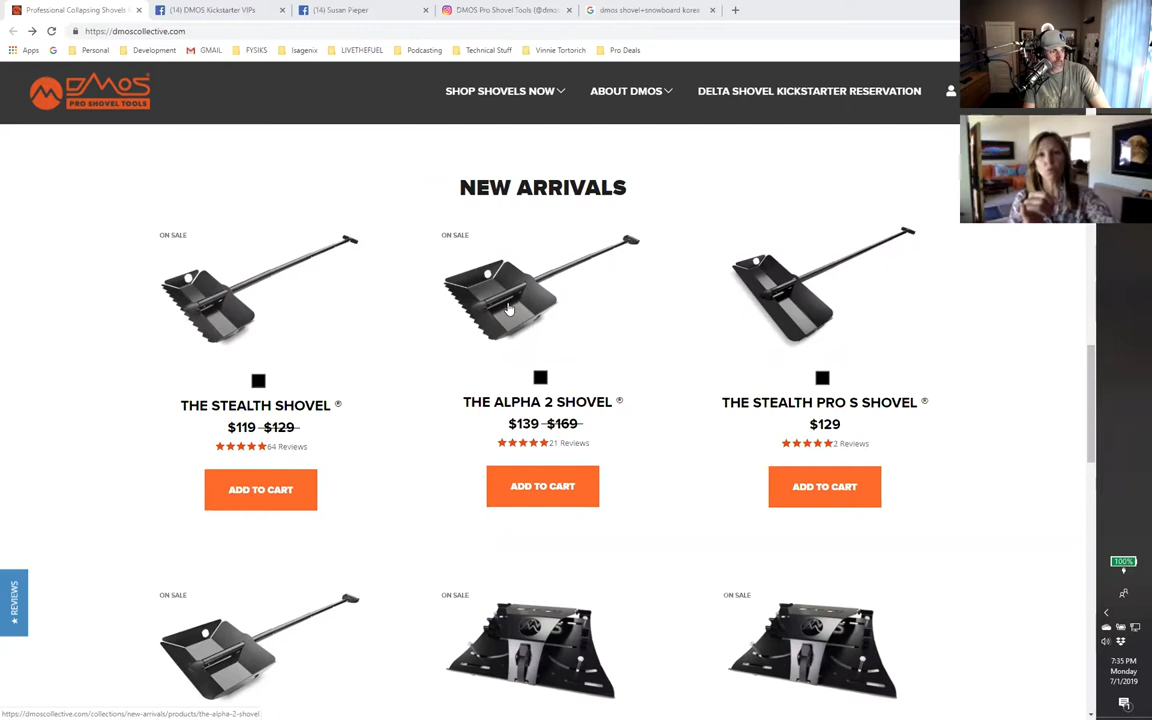 Professional Collapsing Shovels
(14) DMOS Kickstarter VIPs
(14) Susan Pieper
DMOS Pro Shovel Tools (@dmos
dmos shovel+snowboard korea
https://dmoscollective.com
Apps
Personal
Development
GMAIL
FYSIKS
Isagenix
LIVETHEFUEL
Podcasting
Technical Stuff
Vinnie Tortorich
Pro Deals
DMOS
PRO SHOVEL TOOLS
SHOP SHOVELS NOW
ABOUT DMOS
DELTA SHOVEL KICKSTARTER RESERVATION
NEW ARRIVALS
ON SALE
ON SALE
THE STEALTH SHOVEL ®
$119 $129
64 Reviews
ADD TO CART
THE ALPHA 2 SHOVEL ®
$139 $169
21 Reviews
ADD TO CART
THE STEALTH PRO S SHOVEL ®
$129
2 Reviews
ADD TO CART
ON SALE
ON SALE
ON SALE
★ REVIEWS
100%
7:35 PM
Monday
7/1/2019
https://dmoscollective.com/collections/new-arrivals/products/the-alpha-2-shovel